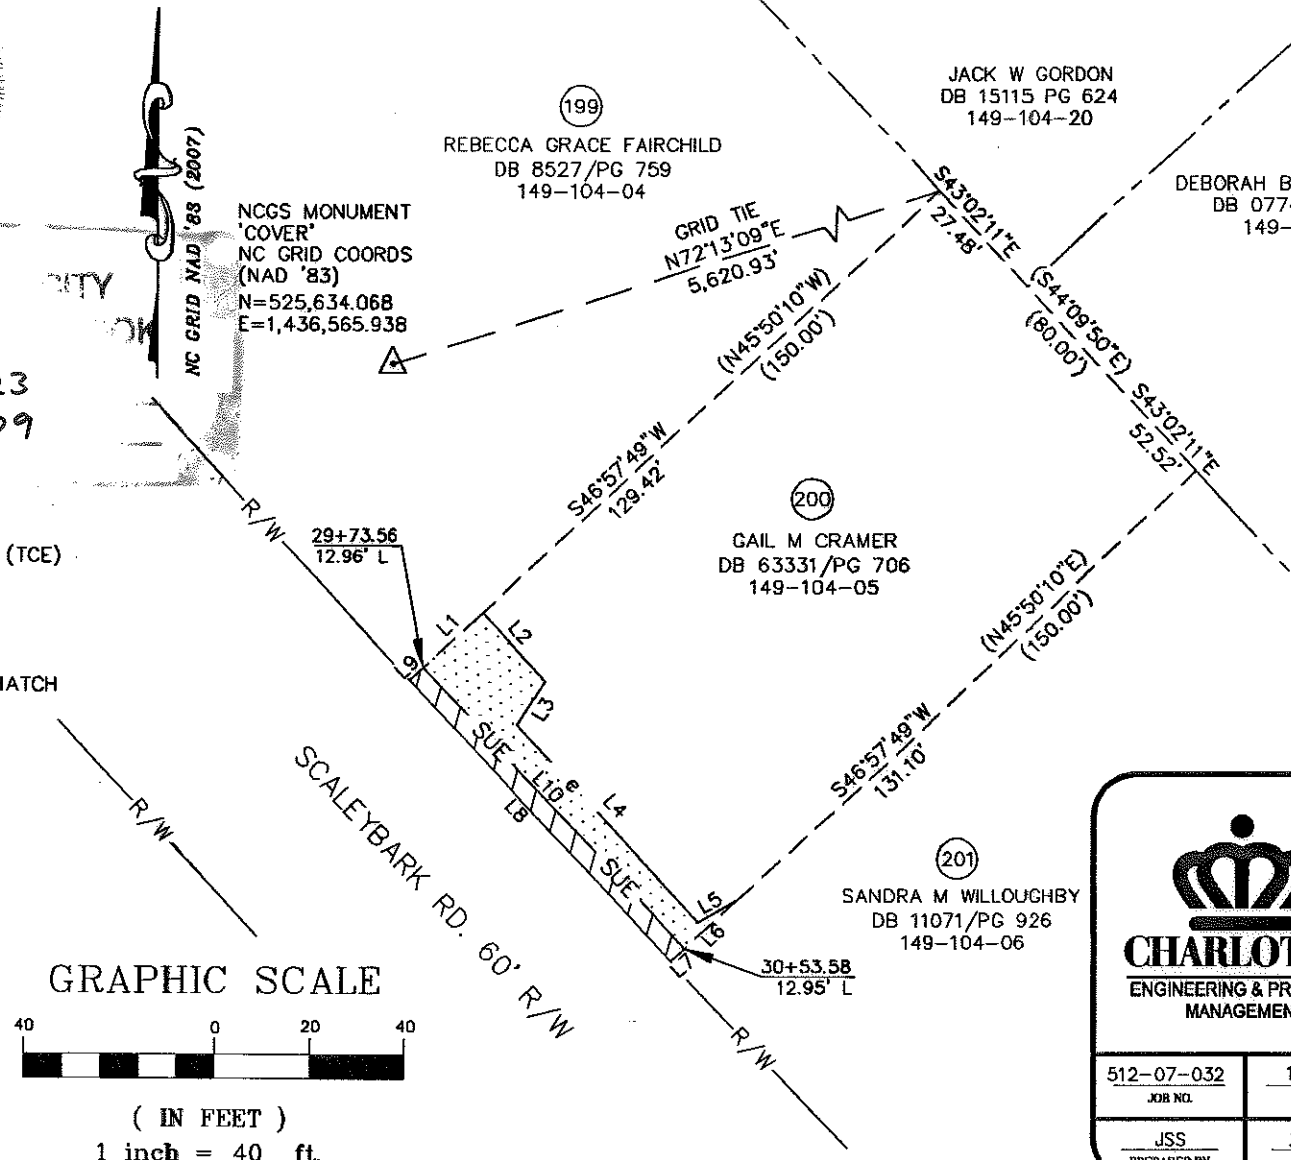 JACK W GORDON
DB 15115 PG 624
149-104-20
199
REBECCA GRACE FAIRCHILD
DB 8527/PG 759
149-104-04
DEBORAH B
DB 077
149-
NC GRID NAD '83 (2007)
NCGS MONUMENT
'COVER'
NC GRID COORDS
(NAD '83)
N=525,634.068
E=1,436,565.938
GRID TIE
N72°13'09"E
5,620.93'
S43°02'11"E
27.48'
(S44°09'50"E)
(80.00')
S43°02'11"E
52.52'
(N45°50'10"W)
(150.00')
S46°57'49"W
129.42'
CITY
23
R/W
29+73.56
12.96' L
200
GAIL M CRAMER
DB 63331/PG 706
149-104-05
(TCE)
(N45°50'10"E)
(150.00')
L1
L2
L3
SUE
L10
e
L8
L4
SUE
L5
L6
L7
S46°57'49"W
131.10'
201
SANDRA M WILLOUGHBY
DB 11071/PG 926
149-104-06
30+53.58
12.95' L
R/W
SCALEYBARK RD. 60' R/W
R/W
GRAPHIC SCALE
40 0 20 40
( IN FEET )
1 inch = 40 ft.
CHARLOT
ENGINEERING & PR
MANAGEMEN
512-07-032
JOB NO.
JSS
PREPARED BY